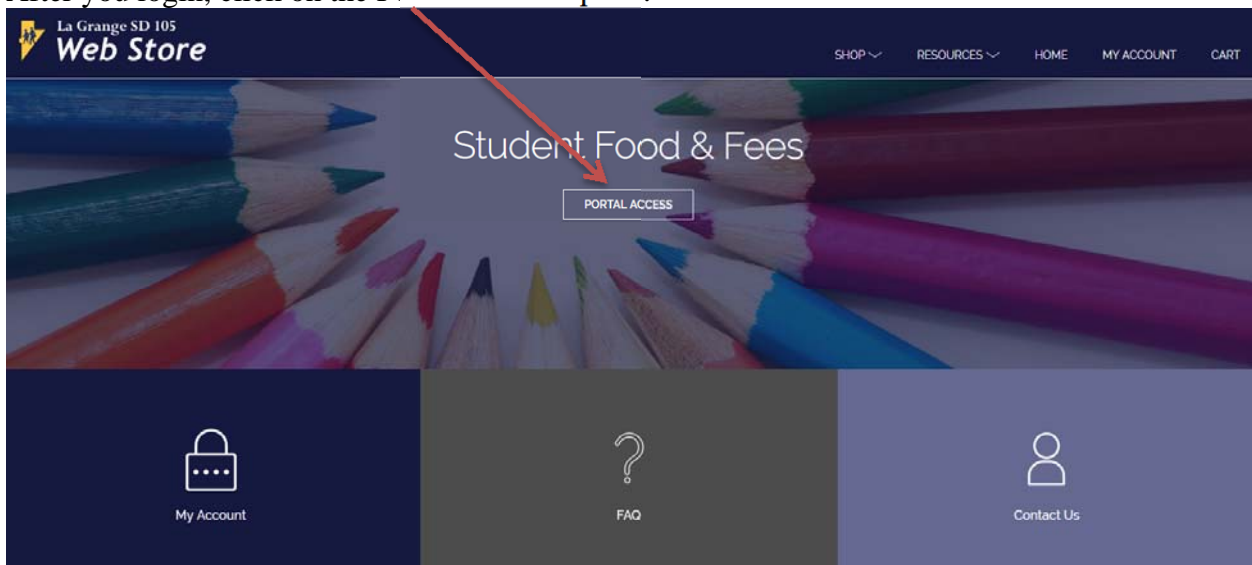 After you login, click on the
La Grange SD 105
Web Store
SHOP
RESOURCES
HOME
MY ACCOUNT
CART
Student Food & Fees
PORTAL ACCESS
My Account
FAQ
Contact Us